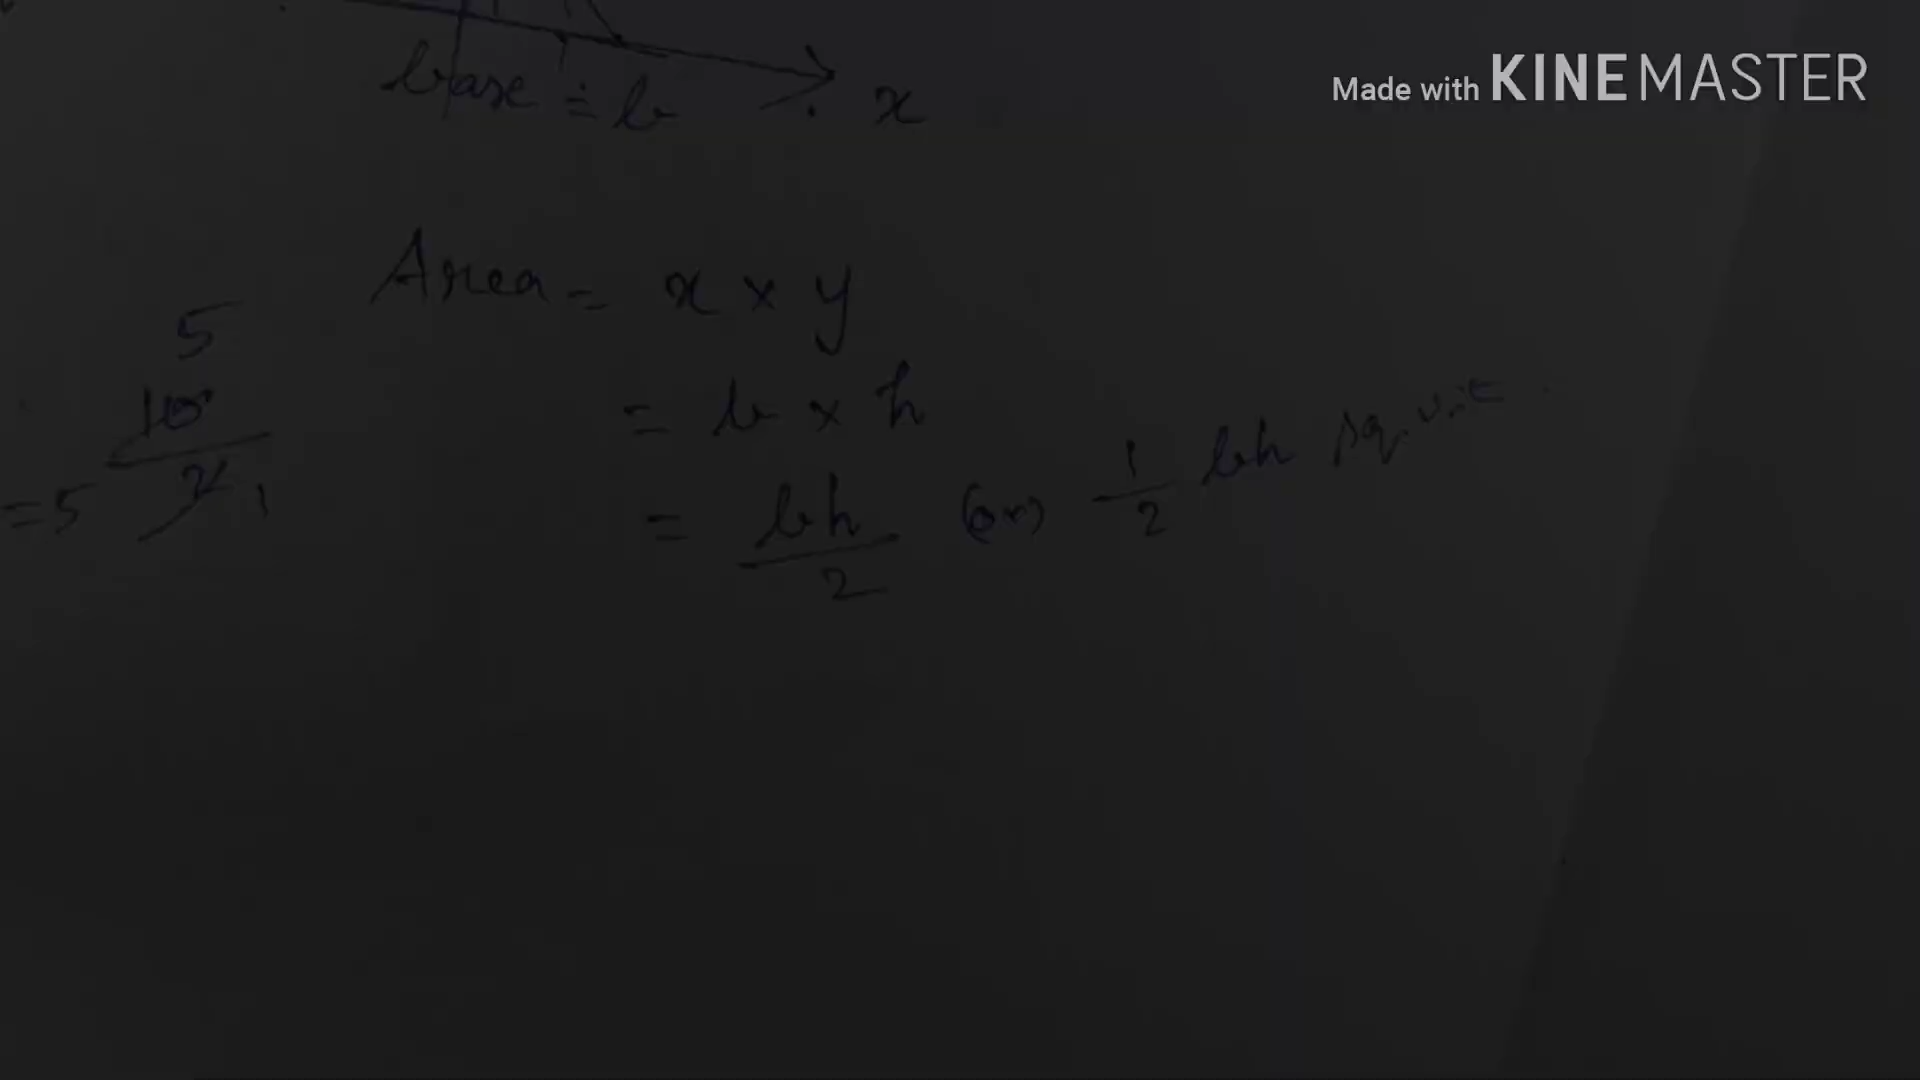 Made with KINEMASTER
base = b x
Area = x × y
= b × h
= bh/2 (or) 1/2 bh sq. unit
5
10
= 5 2 1